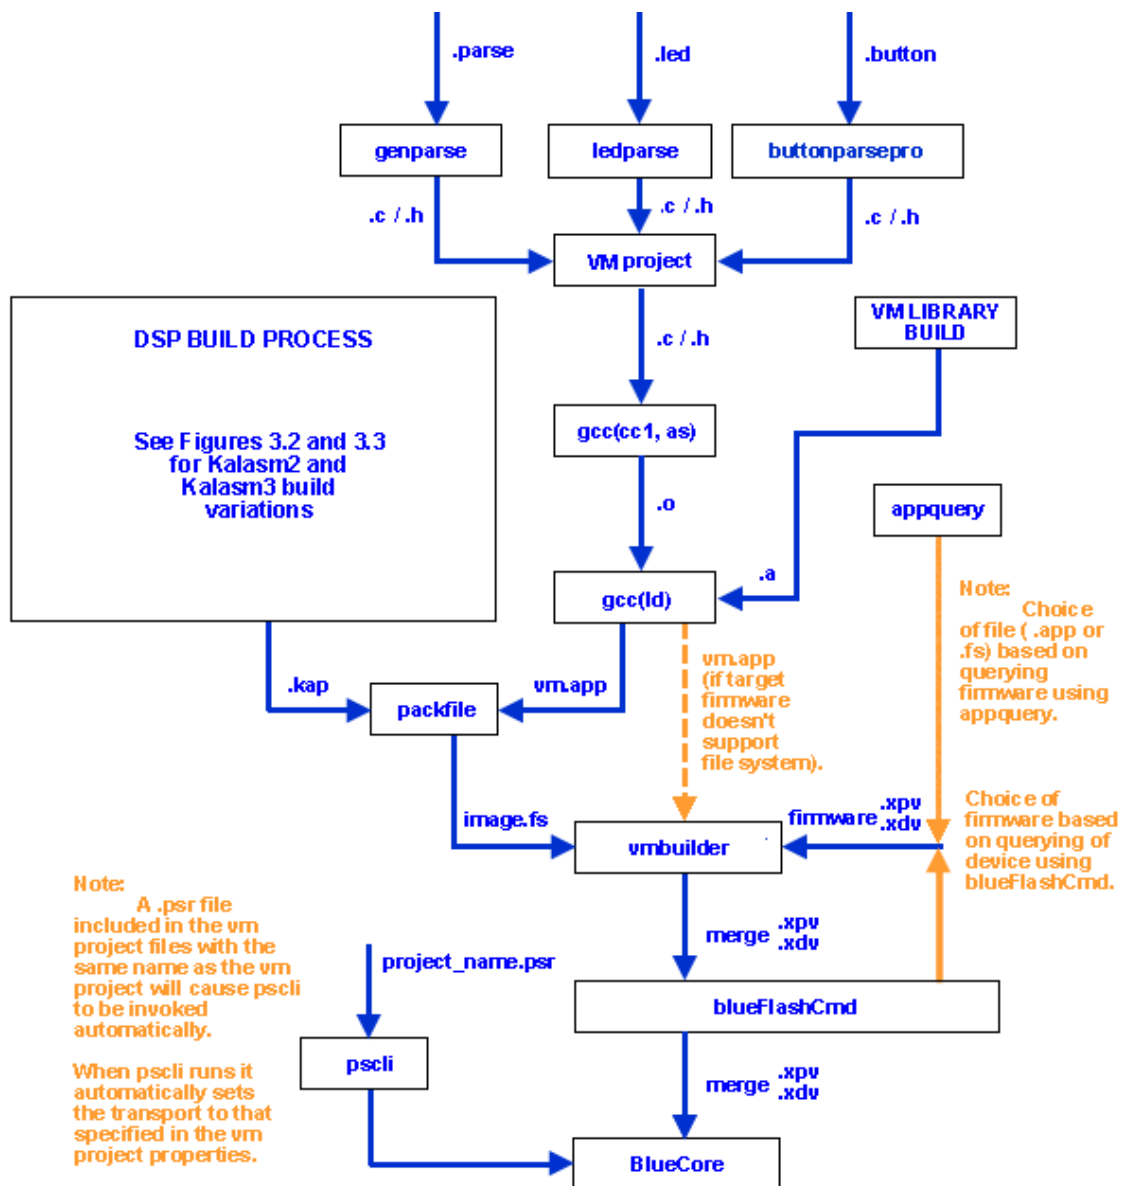 .parse
.led
.button
genparse
ledparse
buttonparsepro
.c / .h
.c / .h
.c / .h
VM project
DSP BUILD PROCESS
See Figures 3.2 and 3.3
for Kalasm2 and
Kalasm3 build
variations
VM LIBRARY
BUILD
.c / .h
gcc(cc1, as)
.o
appquery
.a
gcc(ld)
Note:
Choice
of file ( .app or
.fs) based on
querying
firmware using
appquery.
.kap
vm.app
packfile
vm.app
(if target
firmware
doesn't
support
file system).
image.fs
firmware .xpv
.xdv
vmbuilder
Choice of
firmware based
on querying of
device using
blueFlashCmd.
Note:
A .psr file
included in the vm
project files with the
same name as the vm
project will cause pscli
to be invoked
automatically.
When pscli runs it
automatically sets
the transport to that
specified in the vm
project properties.
project_name.psr
merge .xpv
.xdv
blueFlashCmd
pscli
merge .xpv
.xdv
BlueCore